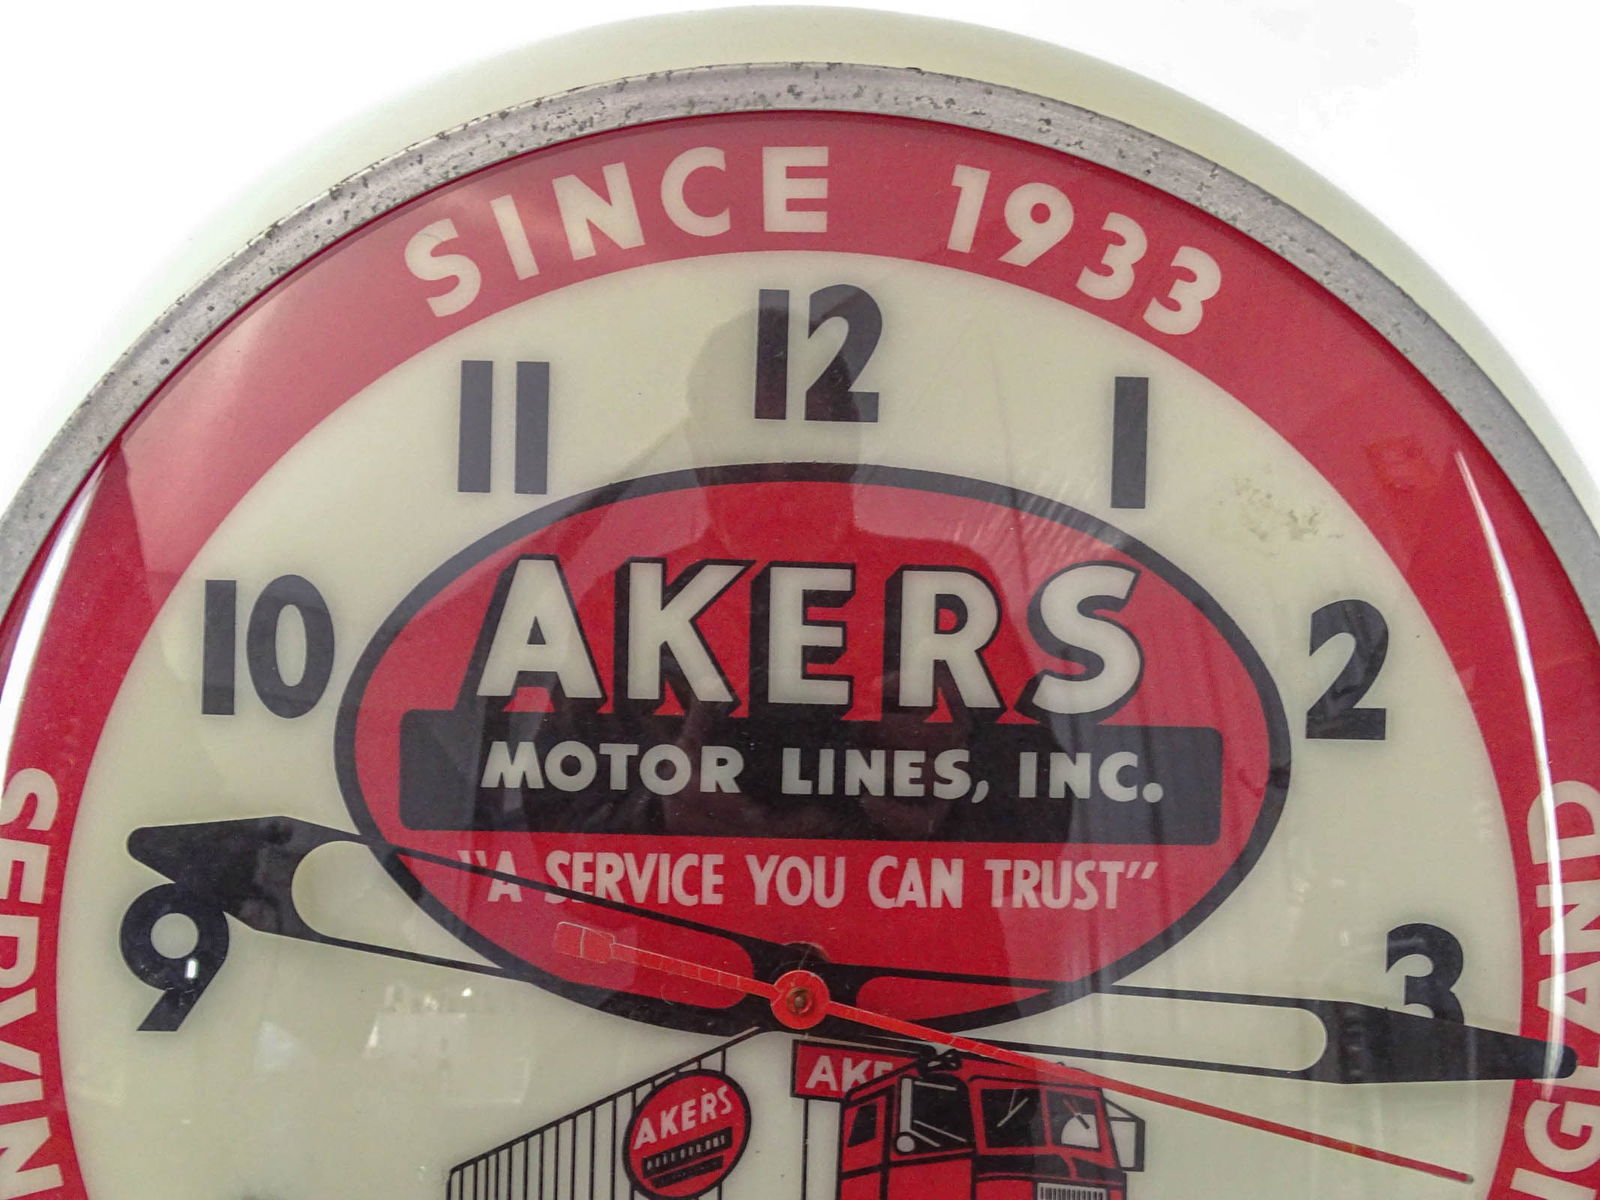 SINCE 1933
12
11
1
10
2
AKERS
MOTOR LINES, INC.
"A SERVICE YOU CAN TRUST"
9
3
AKERS